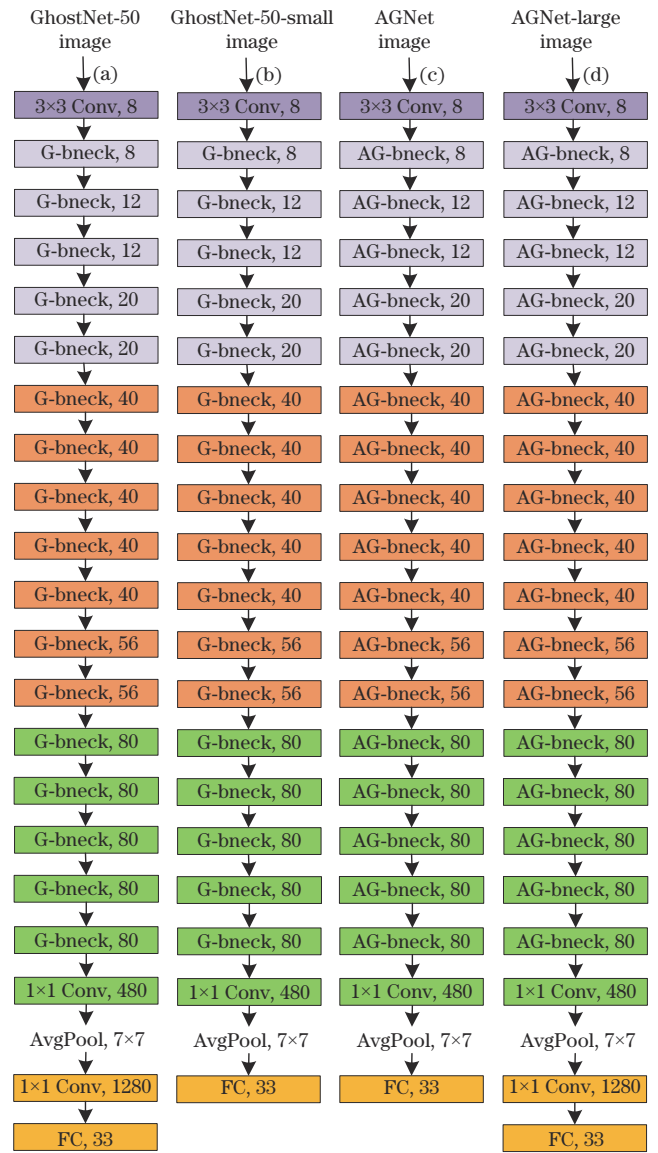 GhostNet-50
image
(a)
3×3 Conv, 8
G-bneck, 8
G-bneck, 12
G-bneck, 12
G-bneck, 20
G-bneck, 20
G-bneck, 40
G-bneck, 40
G-bneck, 40
G-bneck, 40
G-bneck, 40
G-bneck, 56
G-bneck, 56
G-bneck, 80
G-bneck, 80
G-bneck, 80
G-bneck, 80
G-bneck, 80
1×1 Conv, 480
AvgPool, 7×7
1×1 Conv, 1280
FC, 33
GhostNet-50-small
image
(b)
3×3 Conv, 8
G-bneck, 8
G-bneck, 12
G-bneck, 12
G-bneck, 20
G-bneck, 20
G-bneck, 40
G-bneck, 40
G-bneck, 40
G-bneck, 40
G-bneck, 40
G-bneck, 56
G-bneck, 56
G-bneck, 80
G-bneck, 80
G-bneck, 80
G-bneck, 80
G-bneck, 80
1×1 Conv, 480
AvgPool, 7×7
FC, 33
AGNet
image
(c)
3×3 Conv, 8
AG-bneck, 8
AG-bneck, 12
AG-bneck, 12
AG-bneck, 20
AG-bneck, 20
AG-bneck, 40
AG-bneck, 40
AG-bneck, 40
AG-bneck, 40
AG-bneck, 40
AG-bneck, 56
AG-bneck, 56
AG-bneck, 80
AG-bneck, 80
AG-bneck, 80
AG-bneck, 80
AG-bneck, 80
1×1 Conv, 480
AvgPool, 7×7
FC, 33
AGNet-large
image
(d)
3×3 Conv, 8
AG-bneck, 8
AG-bneck, 12
AG-bneck, 12
AG-bneck, 20
AG-bneck, 20
AG-bneck, 40
AG-bneck, 40
AG-bneck, 40
AG-bneck, 40
AG-bneck, 40
AG-bneck, 56
AG-bneck, 56
AG-bneck, 80
AG-bneck, 80
AG-bneck, 80
AG-bneck, 80
AG-bneck, 80
1×1 Conv, 480
AvgPool, 7×7
1×1 Conv, 1280
FC, 33